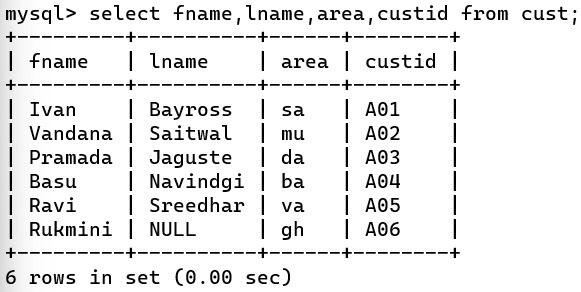 mysql> select fname,lname,area,custid from cust;
+---------+----------+------+--------+
| fname   | lname    | area | custid |
+---------+----------+------+--------+
| Ivan    | Bayross  | sa   | A01    |
| Vandana | Saitwal  | mu   | A02    |
| Pramada | Jaguste  | da   | A03    |
| Basu    | Navindgi | ba   | A04    |
| Ravi    | Sreedhar | va   | A05    |
| Rukmini | NULL     | gh   | A06    |
+---------+----------+------+--------+
6 rows in set (0.00 sec)